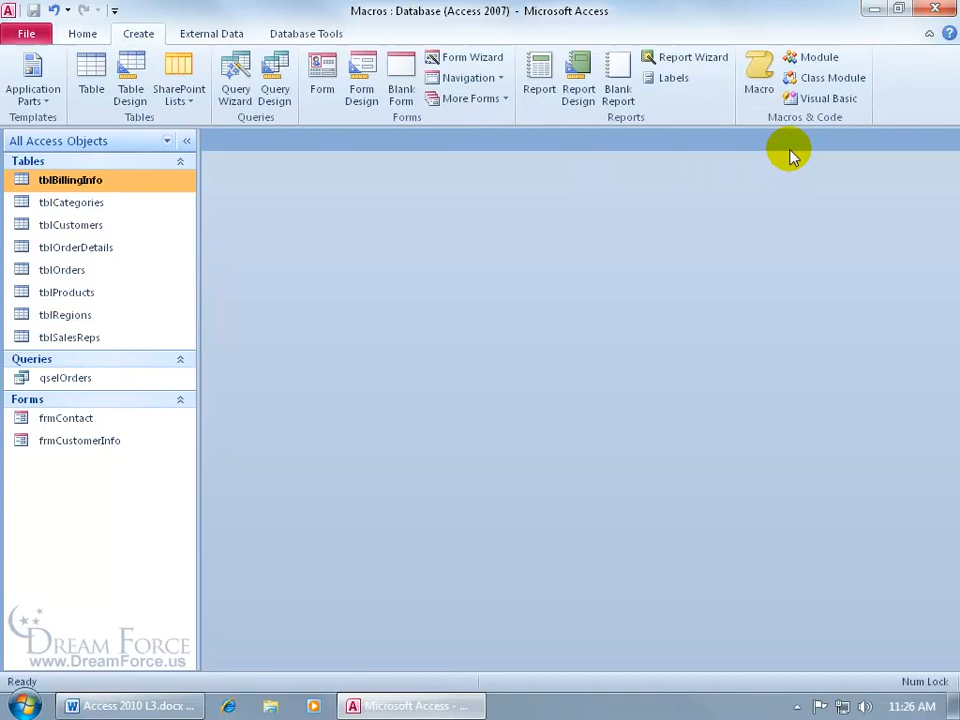 Macros : Database (Access 2007) - Microsoft Access
File Home Create External Data Database Tools
Application Parts
Table
Table Design
SharePoint Lists
Query Wizard
Query Design
Form
Form Design
Blank Form
Form Wizard
Navigation
More Forms
Report
Report Design
Blank Report
Report Wizard
Labels
Macro
Module
Class Module
Visual Basic
Templates Tables Queries Forms Reports Macros & Code
All Access Objects
Tables
tblBillingInfo
tblCategories
tblCustomers
tblOrderDetails
tblOrders
tblProducts
tblRegions
tblSalesReps
Queries
qselOrders
Forms
frmContact
frmCustomerInfo
DREAM FORCE
www.DreamForce.us
Ready Num Lock
Access 2010 L3.docx ... Microsoft Access - ... 11:26 AM